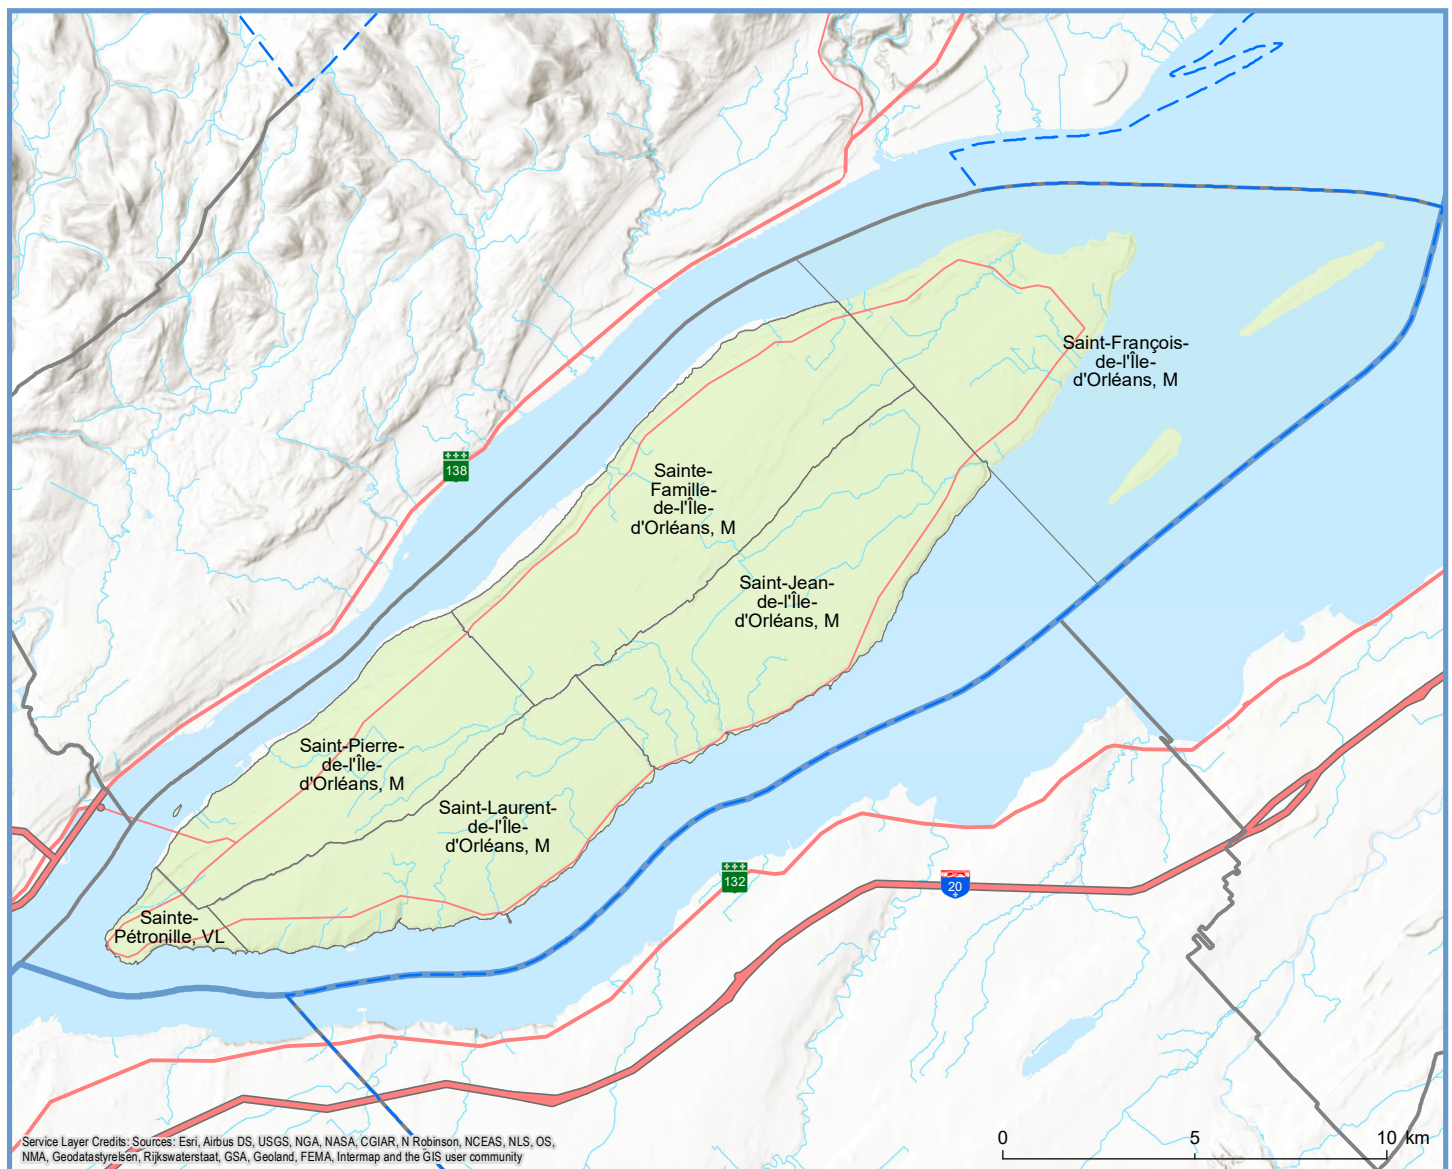 Saint-François-
de-l'Île-
d'Orléans, M
138
Sainte-
Famille-
de-l'Île-
d'Orléans, M
Saint-Jean-
de-l'Île-
d'Orléans, M
Saint-Pierre-
de-l'Île-
d'Orléans, M
Saint-Laurent-
de-l'Île-
d'Orléans, M
132
20
Sainte-
Pétronille, VL
0 5 10 km
Service Layer Credits: Sources: Esri, Airbus DS, USGS, NGA, NASA, CGIAR, N Robinson, NCEAS, NLS, OS,
NMA, Geodatastyrelsen, Rijkswaterstaat, GSA, Geoland, FEMA, Intermap and the GIS user community